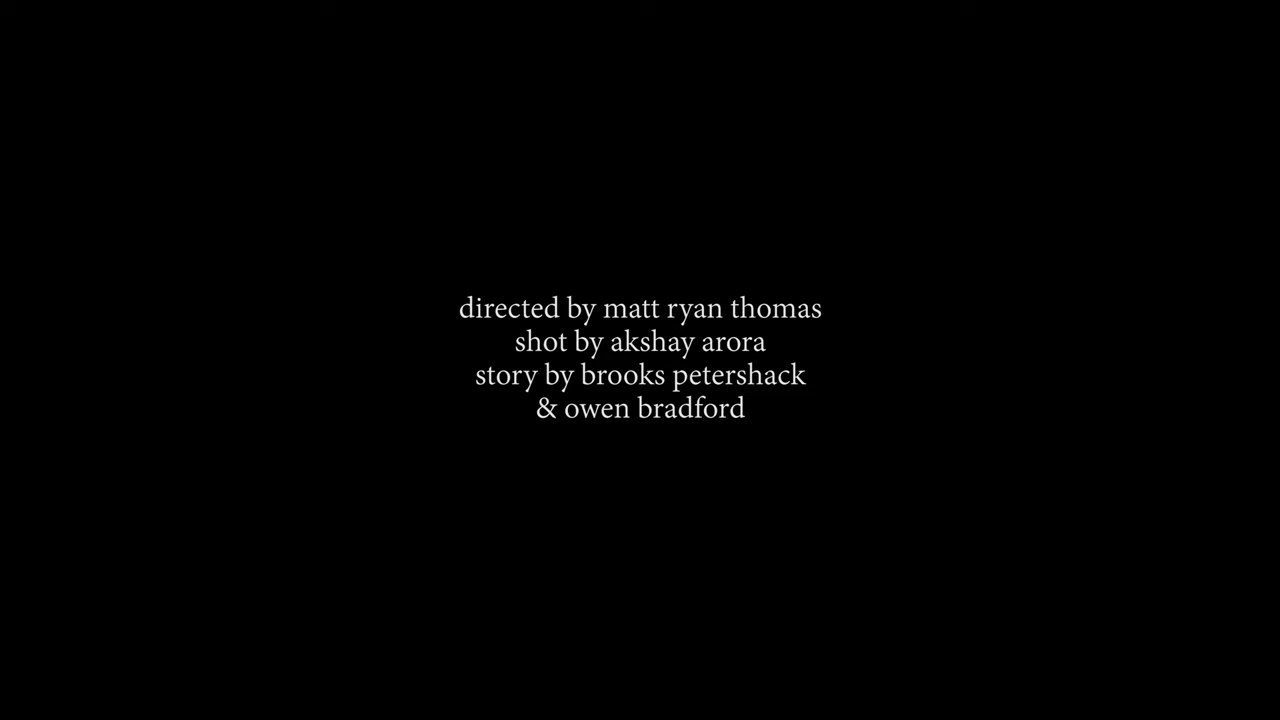 directed by matt ryan thomas
shot by akshay arora
story by brooks petershack
& owen bradford